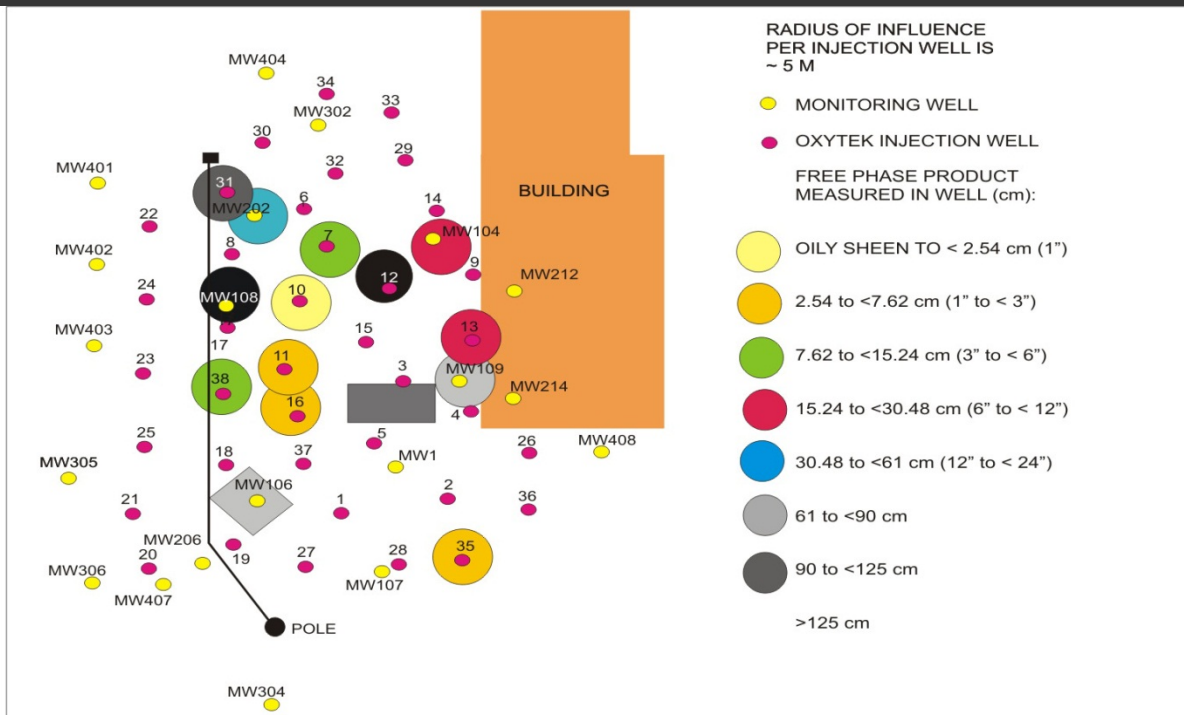 MW404
34
33
MW302
30
29
32
MW401
31
MW202
6
14
22
7
MW104
8
MW402
9
12
MW212
24
10
MW108
MW403
17
15
13
23
11
3
MW109
38
MW214
16
4
5
25
26
MW408
18
37
MW1
MW305
MW106
2
21
1
36
MW206
19
35
20
27
28
MW306
MW107
MW407
POLE
MW304
BUILDING
RADIUS OF INFLUENCE
PER INJECTION WELL IS
~ 5 M
MONITORING WELL
OXYTEK INJECTION WELL
FREE PHASE PRODUCT
MEASURED IN WELL (cm):
OILY SHEEN TO < 2.54 cm (1”)
2.54 to <7.62 cm (1” to < 3”)
7.62 to <15.24 cm (3” to < 6”)
15.24 to <30.48 cm (6” to < 12”)
30.48 to <61 cm (12” to < 24”)
61 to <90 cm
90 to <125 cm
>125 cm